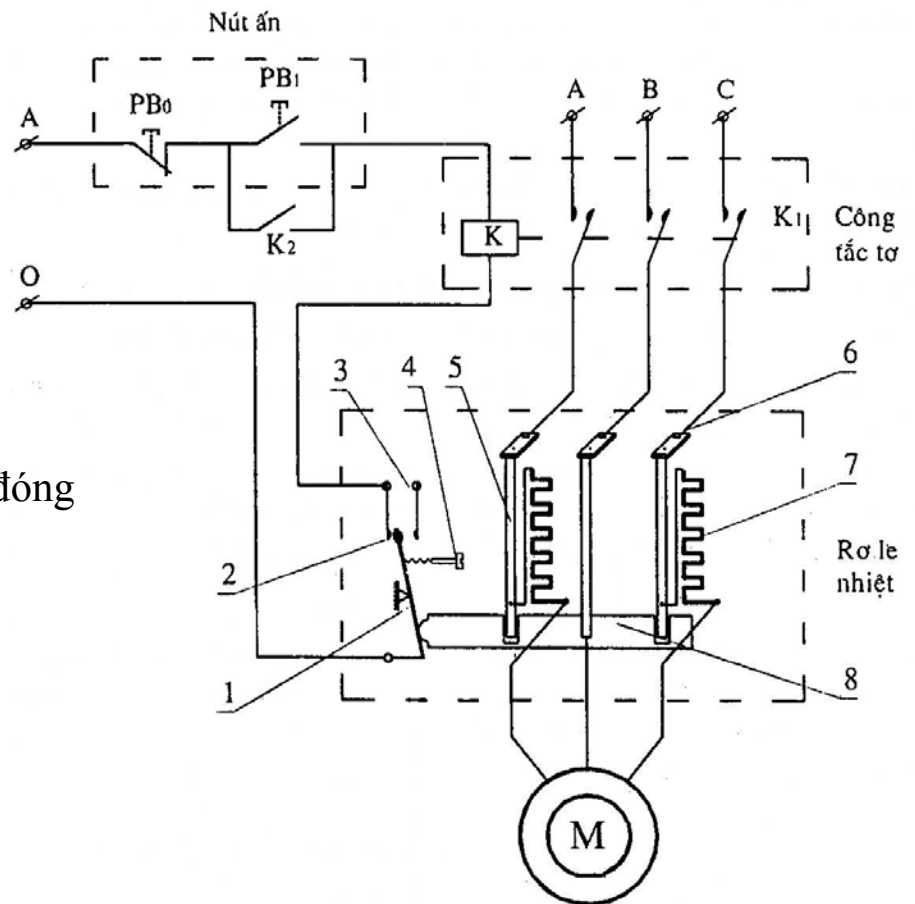 Nút ấn
PB0
PB1
A
A
B
C
K2
K
K1
Công
tắc tơ
O
3
4
5
6
đóng
7
2
Rơ le
nhiệt
1
8
M